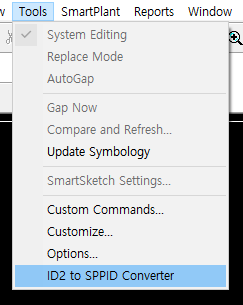 Tools SmartPlant Reports Window
System Editing
Replace Mode
AutoGap
Gap Now
Compare and Refresh...
Update Symbology
SmartSketch Settings...
Custom Commands...
Customize...
Options...
ID2 to SPPID Converter